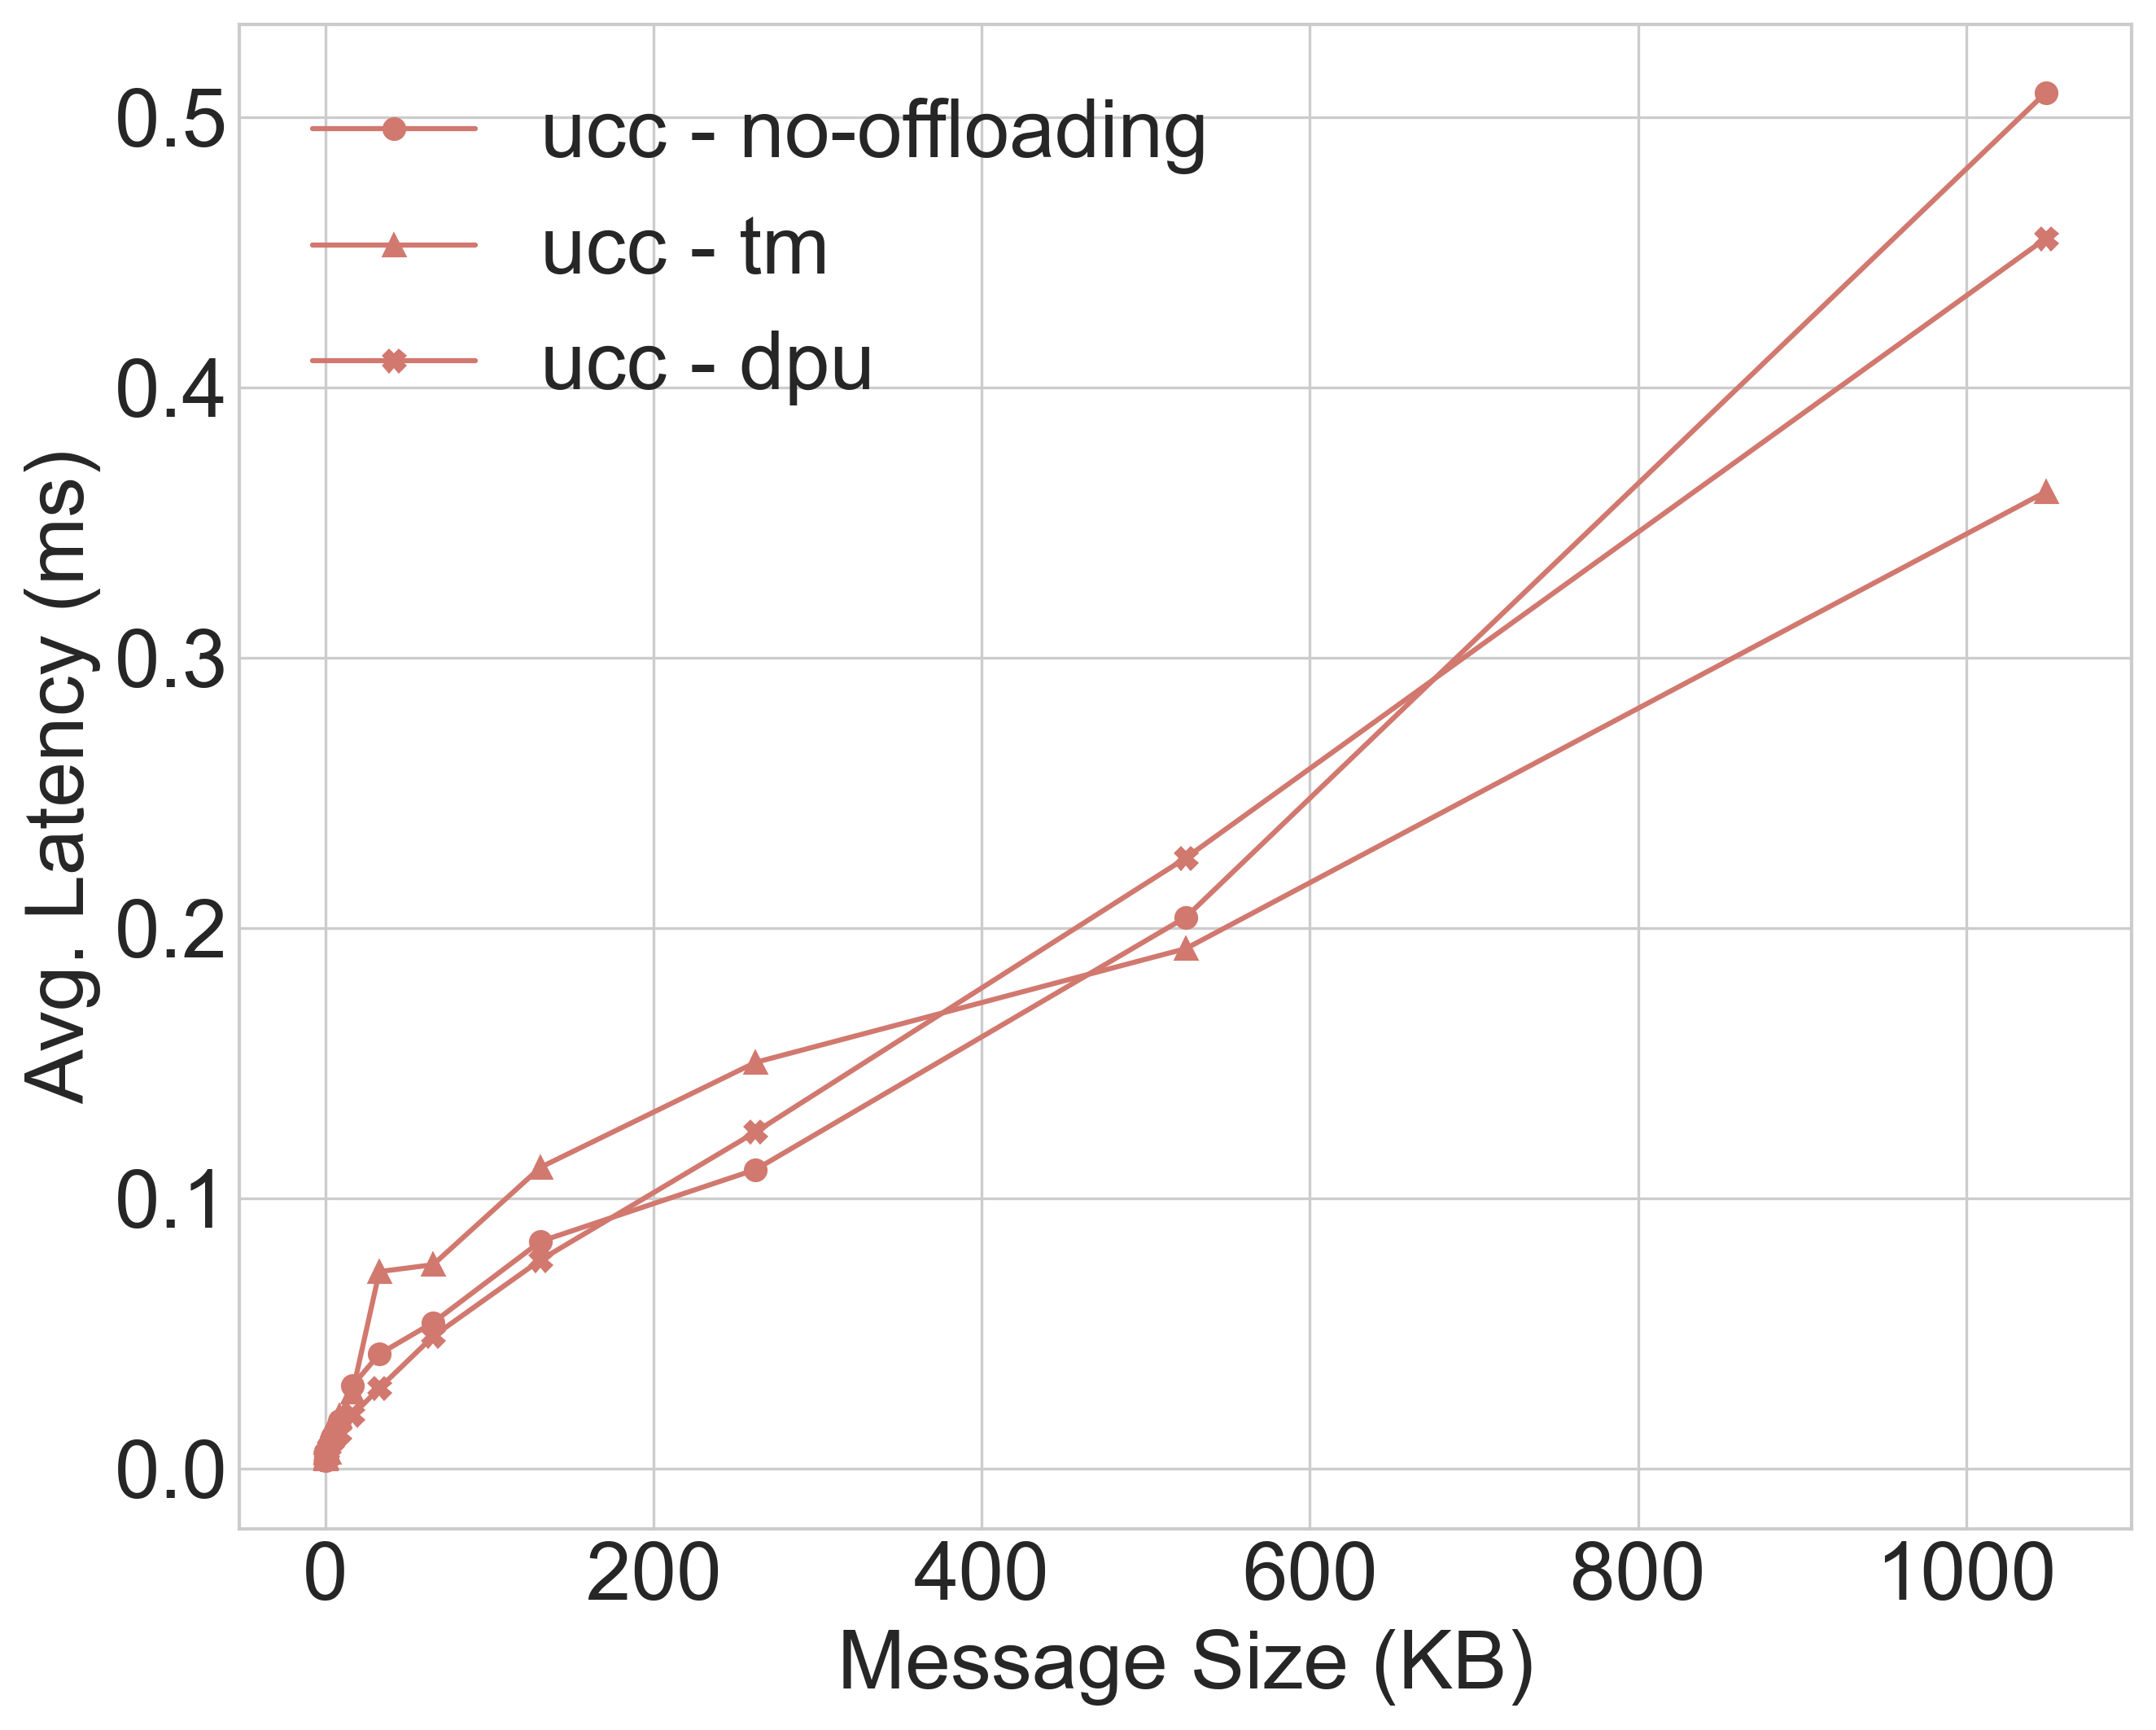 ucc - no-offloading
ucc - tm
ucc - dpu
0.5
0.4
0.3
0.2
0.1
0.0
Avg. Latency (ms)
0 200 400 600 800 1000
Message Size (KB)